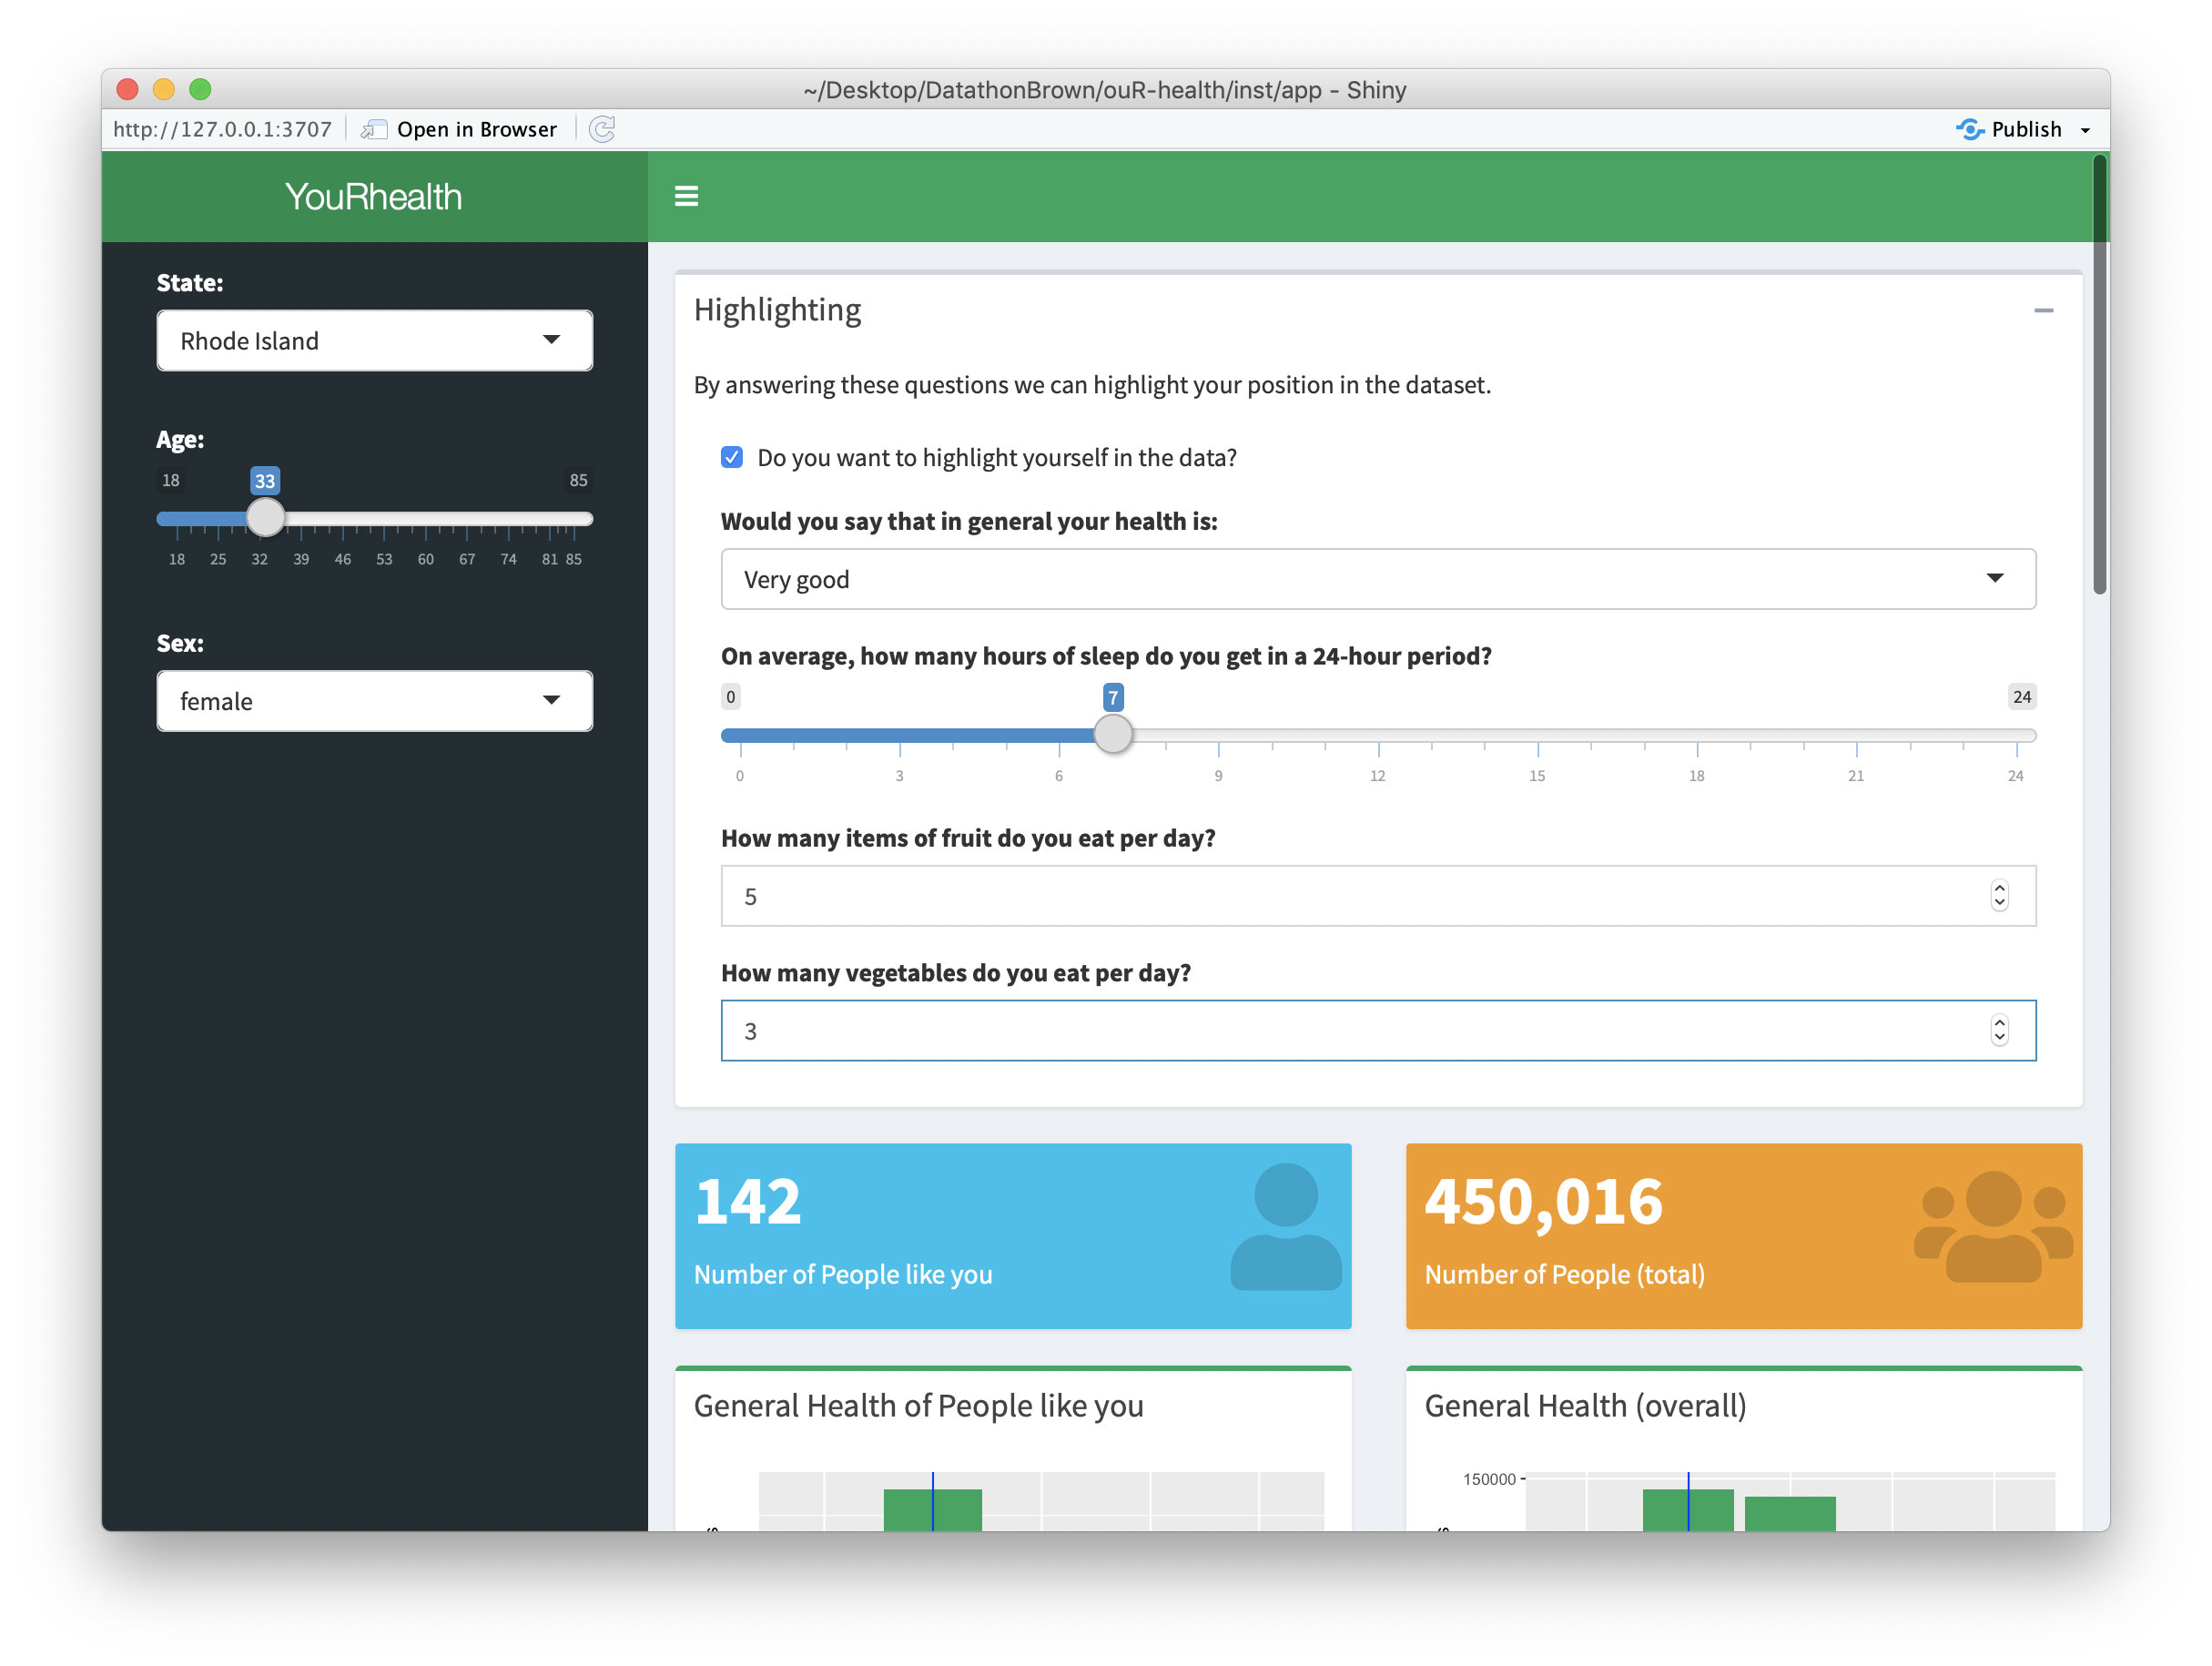 ~/Desktop/DatathonBrown/ouR-health/inst/app - Shiny
http://127.0.0.1:3707 Open in Browser Publish
YouRhealth
State:
Rhode Island
Age:
18 33 85
18 25 32 39 46 53 60 67 74 81 85
Sex:
female
Highlighting
By answering these questions we can highlight your position in the dataset.
Do you want to highlight yourself in the data?
Would you say that in general your health is:
Very good
On average, how many hours of sleep do you get in a 24-hour period?
0 7 24
0 3 6 9 12 15 18 21 24
How many items of fruit do you eat per day?
5
How many vegetables do you eat per day?
3
142
Number of People like you
450,016
Number of People (total)
General Health of People like you
General Health (overall)
150000